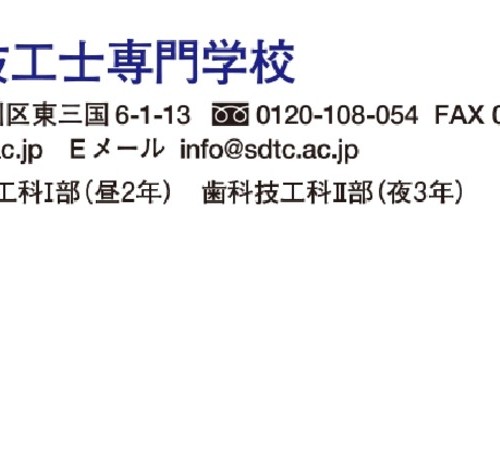 技工士専門学校
川区東三国 6-1-13 0120-108-054 FAX 0
c.jp Eメール info@sdtc.ac.jp
工科Ⅰ部（昼2年） 歯科技工科Ⅱ部（夜3年）